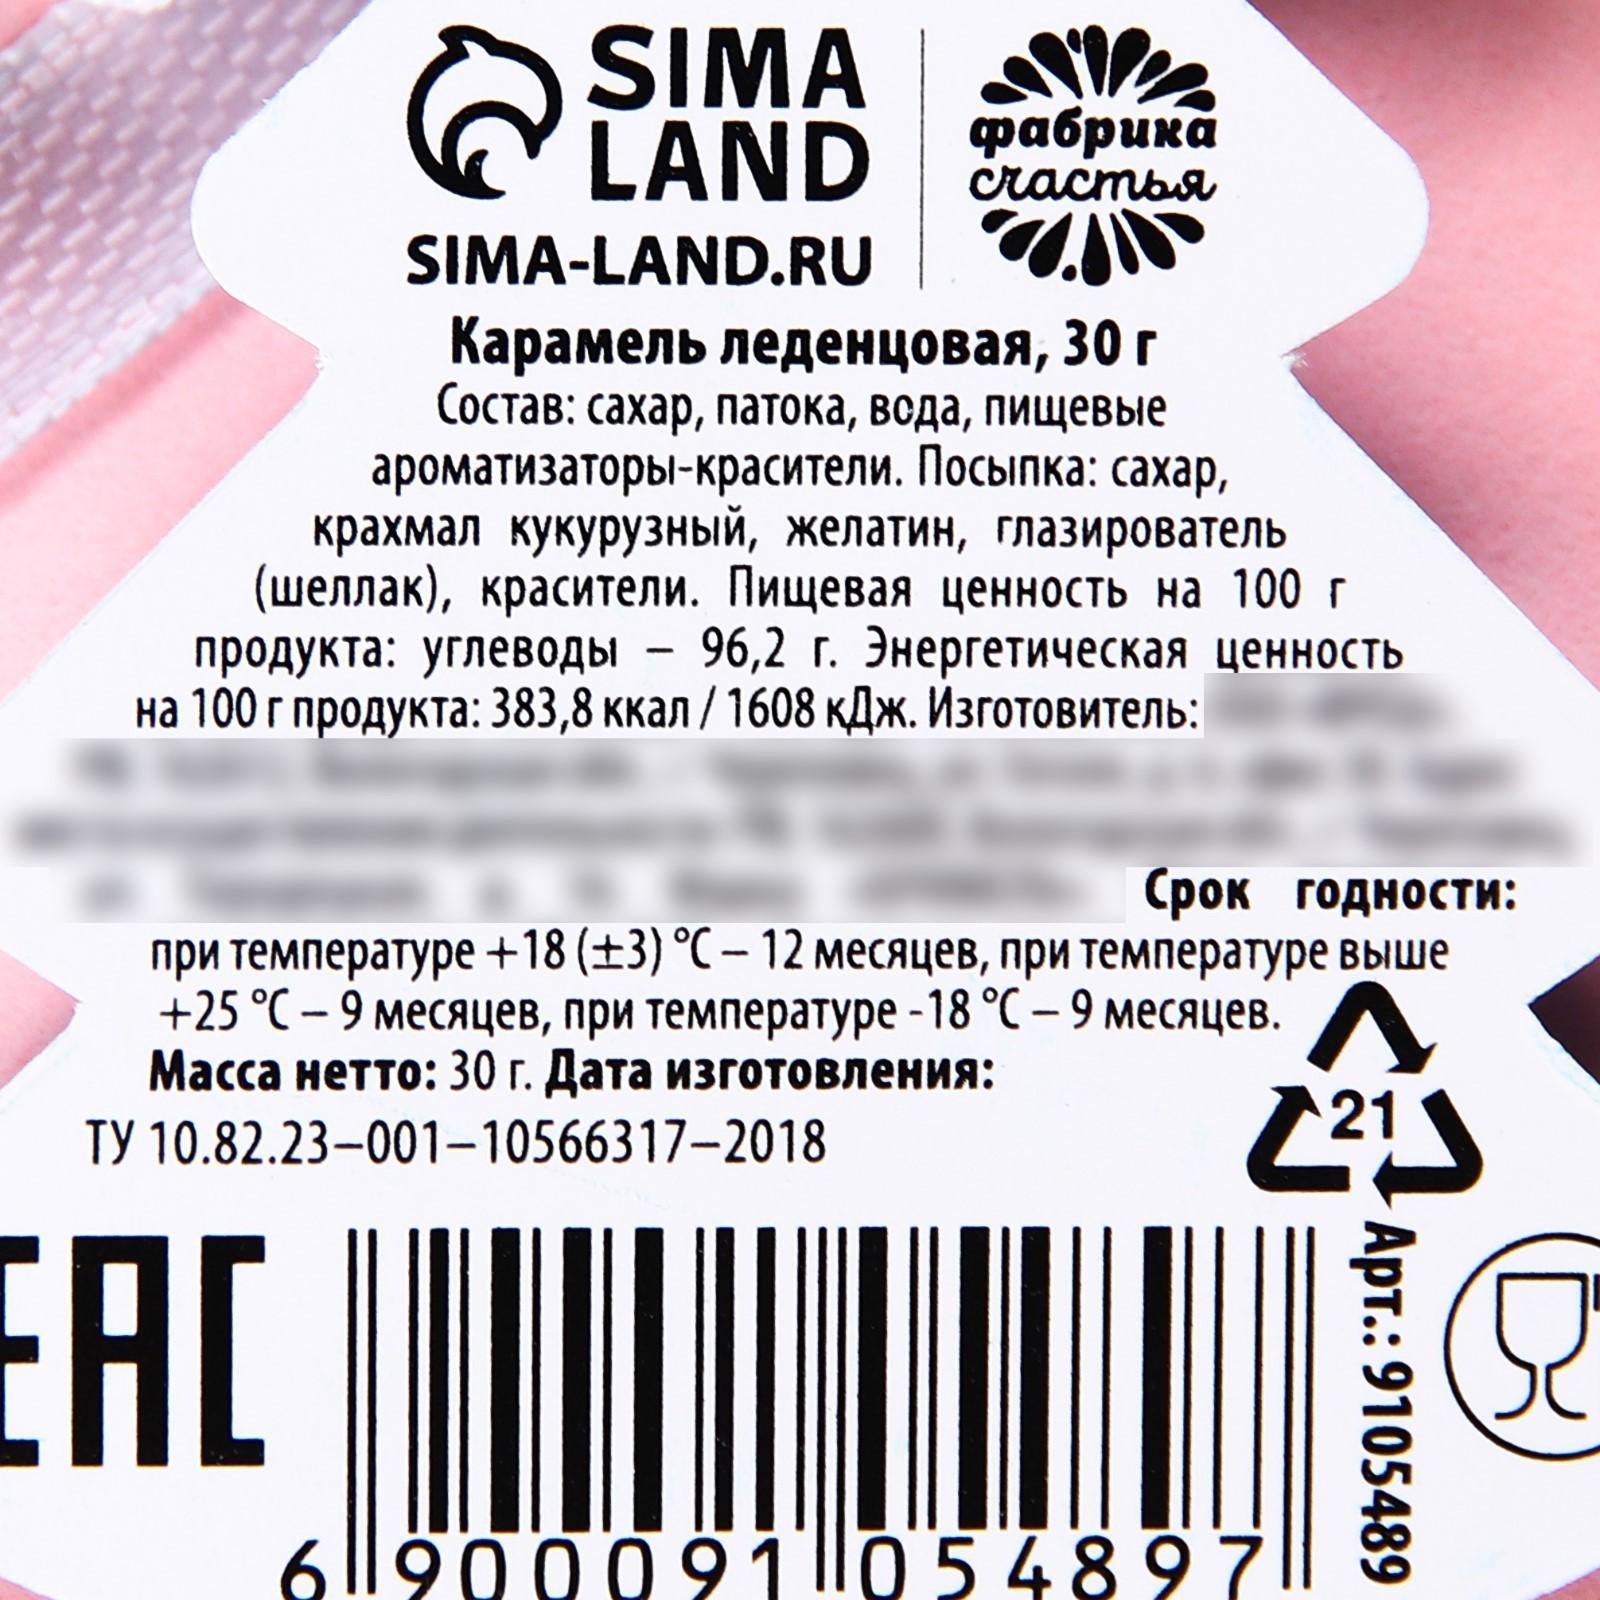 SIMA
LAND
SIMA-LAND.RU
фабрика
счастья
Карамель леденцовая, 30 г
Состав: сахар, патока, вода, пищевые
ароматизаторы-красители. Посыпка: сахар,
крахмал кукурузный, желатин, глазирователь
(шеллак), красители. Пищевая ценность на 100 г
продукта: углеводы – 96,2 г. Энергетическая ценность
на 100 г продукта: 383,8 ккал / 1608 кДж. Изготовитель:
Срок годности:
при температуре +18 (±3) °С – 12 месяцев, при температуре выше
+25 °С – 9 месяцев, при температуре -18 °С – 9 месяцев.
Масса нетто: 30 г. Дата изготовления:
ТУ 10.82.23–001–10566317–2018
21
Арт.: 9105489
EAC
6 900091 054897